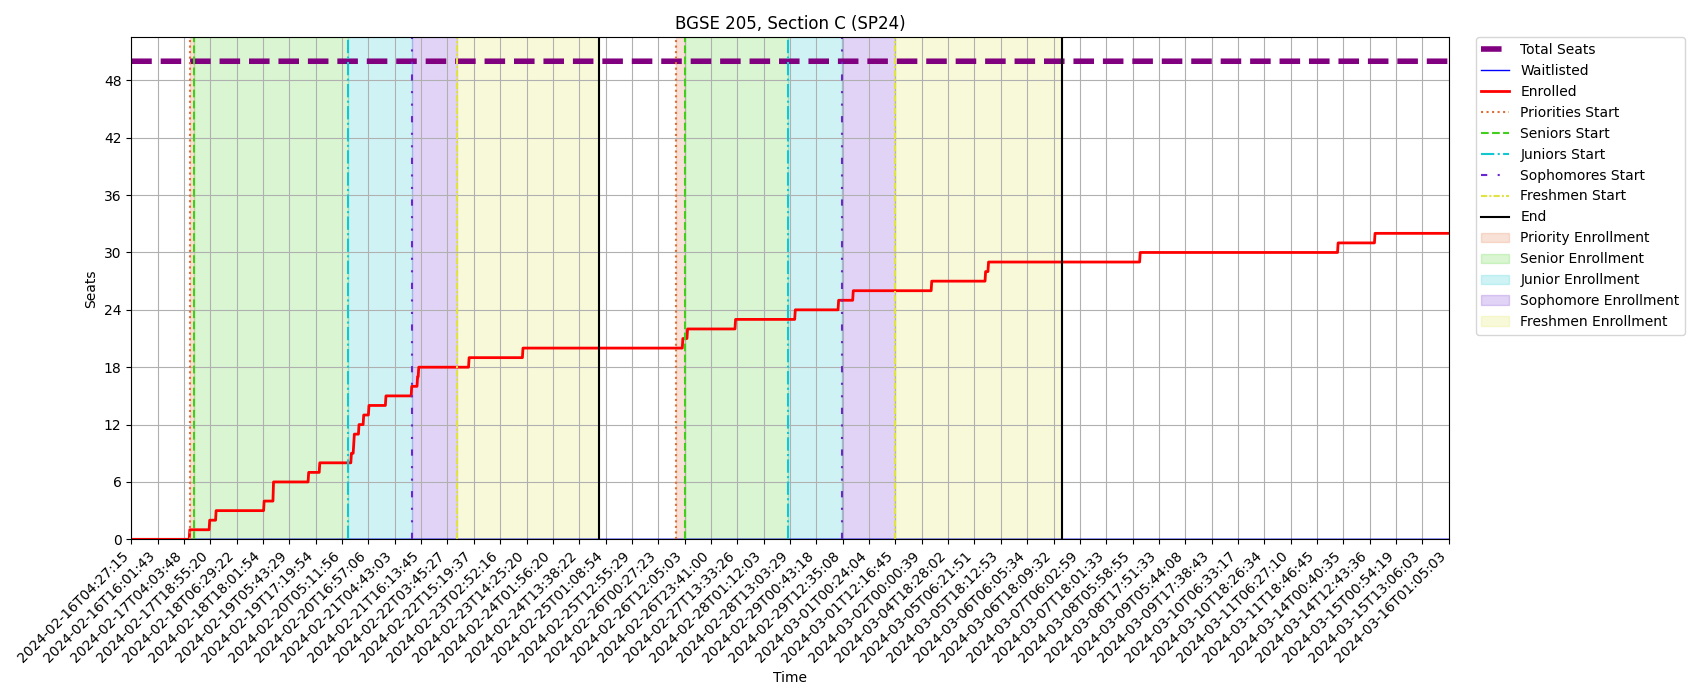 BGSE 205, Section C (SP24)
Seats
48
42
36
30
24
18
12
6
0
2024-02-16T04:27:15
2024-02-16T16:01:43
2024-02-17T04:03:48
2024-02-17T18:55:20
2024-02-18T06:29:22
2024-02-18T18:01:54
2024-02-19T05:43:29
2024-02-19T17:19:54
2024-02-20T05:11:56
2024-02-20T16:57:06
2024-02-21T04:43:03
2024-02-21T16:13:45
2024-02-22T03:45:27
2024-02-22T15:19:37
2024-02-23T02:52:16
2024-02-23T14:25:20
2024-02-24T01:56:20
2024-02-24T13:38:22
2024-02-25T01:08:54
2024-02-25T12:55:29
2024-02-26T00:27:23
2024-02-26T12:05:03
2024-02-26T23:41:00
2024-02-27T13:33:26
2024-02-28T01:12:03
2024-02-28T13:03:29
2024-02-29T00:43:18
2024-02-29T12:35:08
2024-03-01T00:24:04
2024-03-01T12:16:45
2024-03-02T00:00:39
2024-03-04T18:28:02
2024-03-05T06:21:51
2024-03-05T18:12:53
2024-03-06T06:05:34
2024-03-06T18:09:32
2024-03-07T06:02:59
2024-03-07T18:01:33
2024-03-08T05:58:55
2024-03-08T17:51:33
2024-03-09T05:44:08
2024-03-09T17:38:43
2024-03-10T06:33:17
2024-03-10T18:26:34
2024-03-11T06:27:10
2024-03-11T18:46:45
2024-03-14T00:40:35
2024-03-14T12:43:36
2024-03-15T00:54:19
2024-03-15T13:06:03
2024-03-16T01:05:03
Time
Total Seats
Waitlisted
Enrolled
Priorities Start
Seniors Start
Juniors Start
Sophomores Start
Freshmen Start
End
Priority Enrollment
Senior Enrollment
Junior Enrollment
Sophomore Enrollment
Freshmen Enrollment